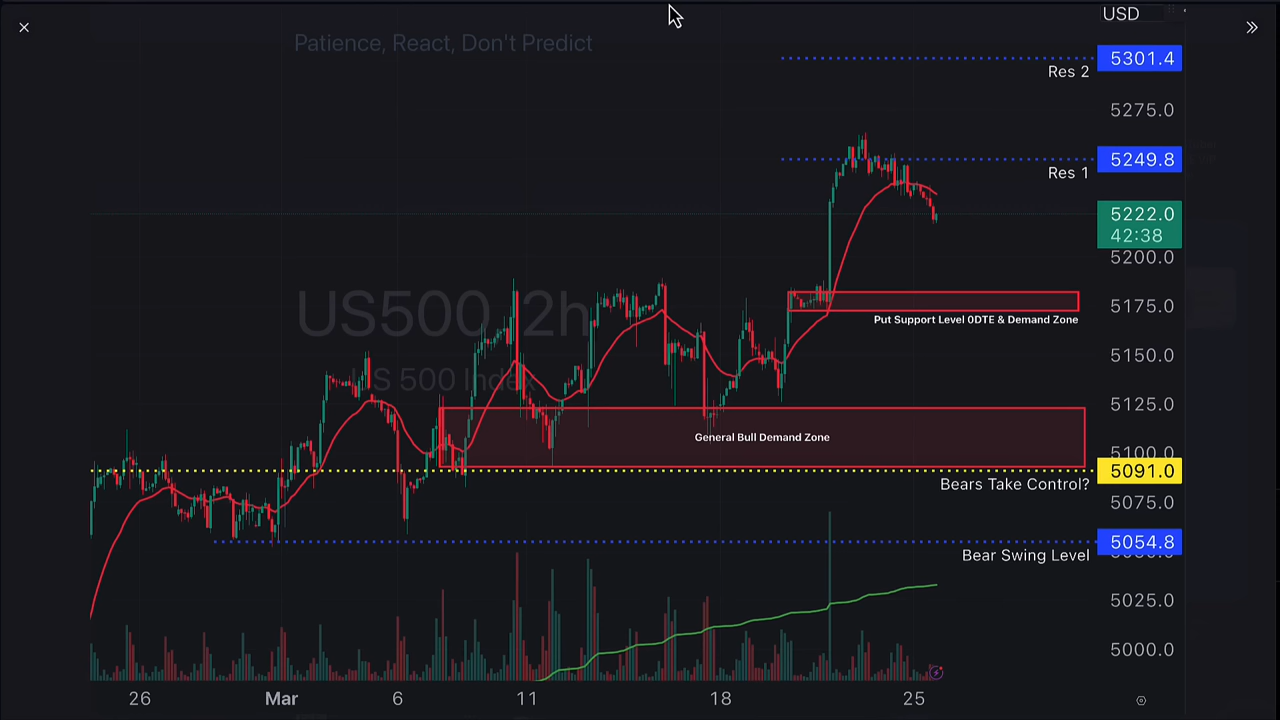 USD
Patience, React, Don't Predict
5301.4
Res 2
5275.0
5249.8
Res 1
5222.0
42:38
5200.0
US500, 2h
5175.0
Put Support Level 0DTE & Demand Zone
5150.0
US 500 Index
5125.0
General Bull Demand Zone
5100.0
5091.0
Bears Take Control?
5075.0
5054.8
Bear Swing Level
5025.0
5000.0
26 Mar 6 11 18 25